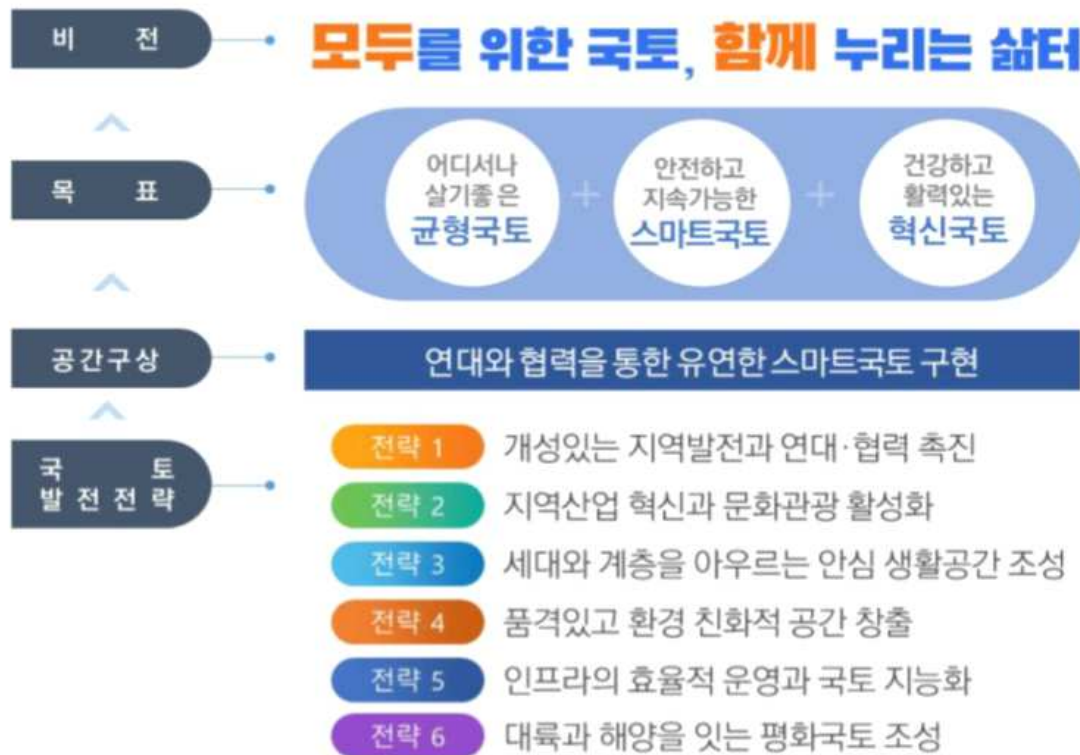 비 전
모두를 위한 국토, 함께 누리는 삶터
목 표
어디서나
살기좋은
균형국토
+
안전하고
지속가능한
스마트국토
+
건강하고
활력있는
혁신국토
공간구상
연대와 협력을 통한 유연한 스마트국토 구현
국 토
발전전략
전략 1 개성있는 지역발전과 연대·협력 촉진
전략 2 지역산업 혁신과 문화관광 활성화
전략 3 세대와 계층을 아우르는 안심 생활공간 조성
전략 4 품격있고 환경 친화적 공간 창출
전략 5 인프라의 효율적 운영과 국토 지능화
전략 6 대륙과 해양을 잇는 평화국토 조성